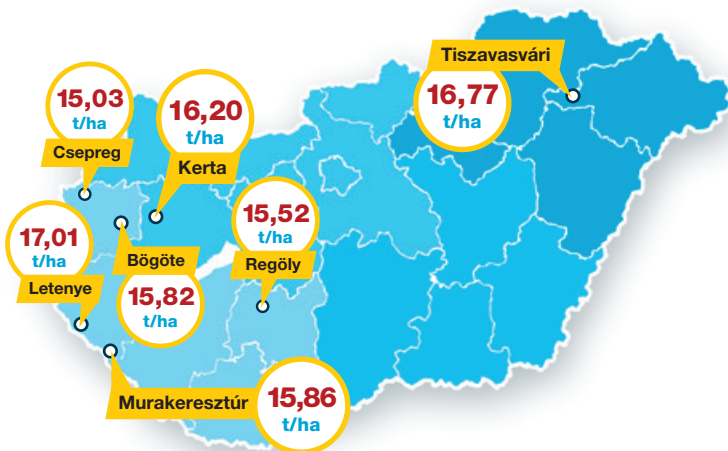 Tiszavasvári
16,77
t/ha
15,03
t/ha
Csepreg
16,20
t/ha
Kerta
17,01
t/ha
Letenye
Bögöte
15,82
t/ha
15,52
t/ha
Regöly
Murakeresztúr
15,86
t/ha